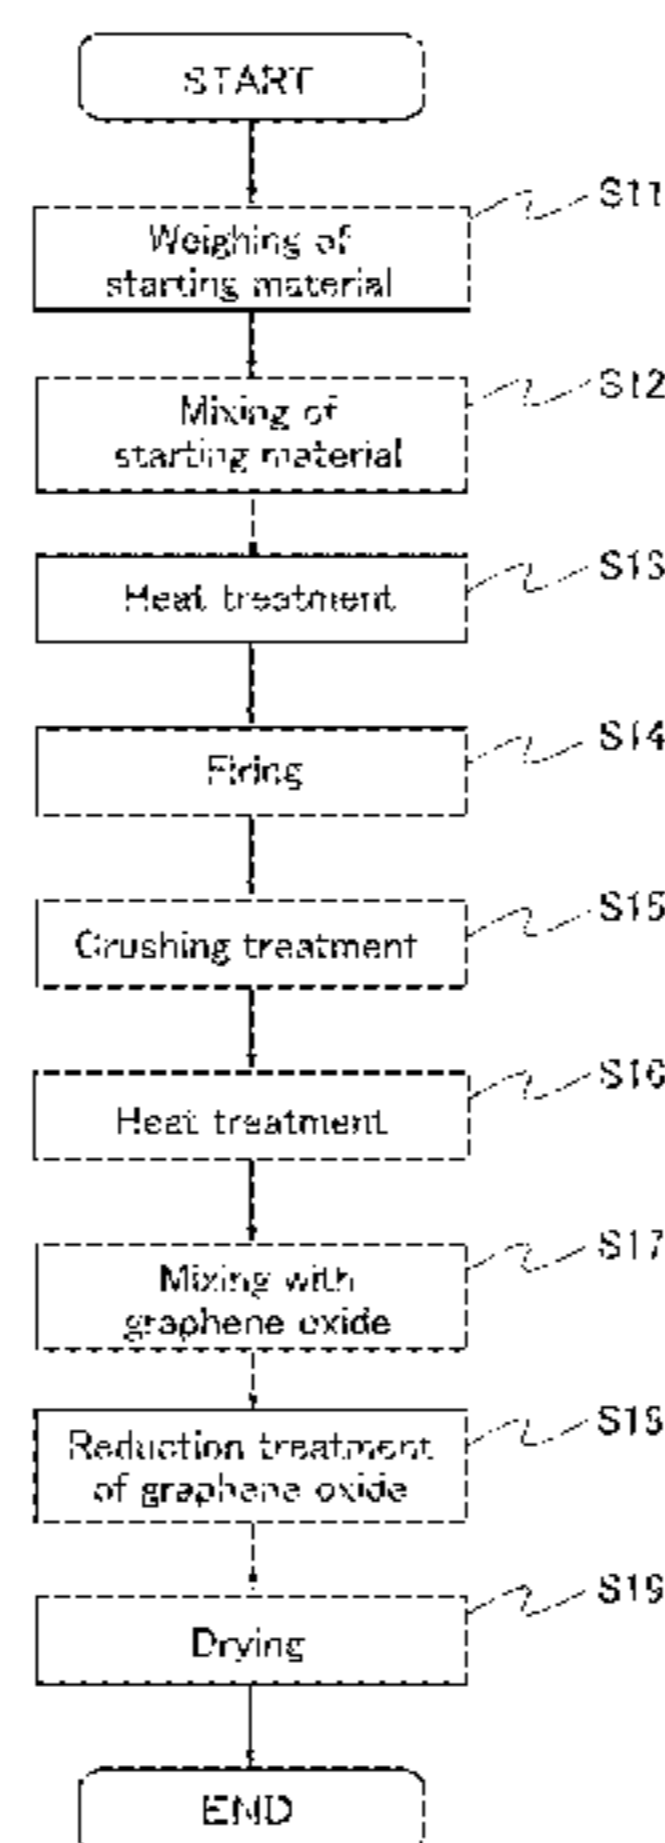 START
S11
Weighing of
starting material
S12
Mixing of
starting material
S13
Heat treatment
S14
Firing
S15
Crushing treatment
S16
Heat treatment
S17
Mixing with
graphene oxide
S18
Reduction treatment
of graphene oxide
S19
Drying
END